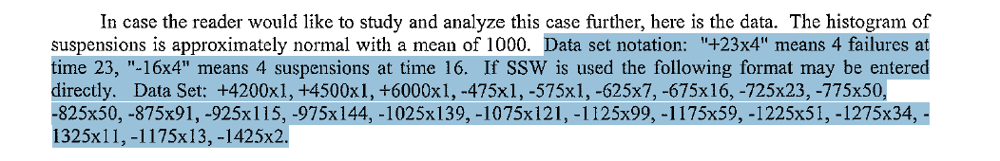 In case the reader would like to study and analyze this case further, here is the data. The histogram of
suspensions is approximately normal with a mean of 1000. Data set notation: "+23x4" means 4 failures at
time 23, "-16x4" means 4 suspensions at time 16. If SSW is used the following format may be entered
directly. Data Set: +4200x1, +4500x1, +6000x1, -475x1, -575x1, -625x7, -675x16, -725x23, -775x50,
-825x50, -875x91, -925x115, -975x144, -1025x139, -1075x121, -1125x99, -1175x59, -1225x51, -1275x34, -
1325x11, -1175x13, -1425x2.